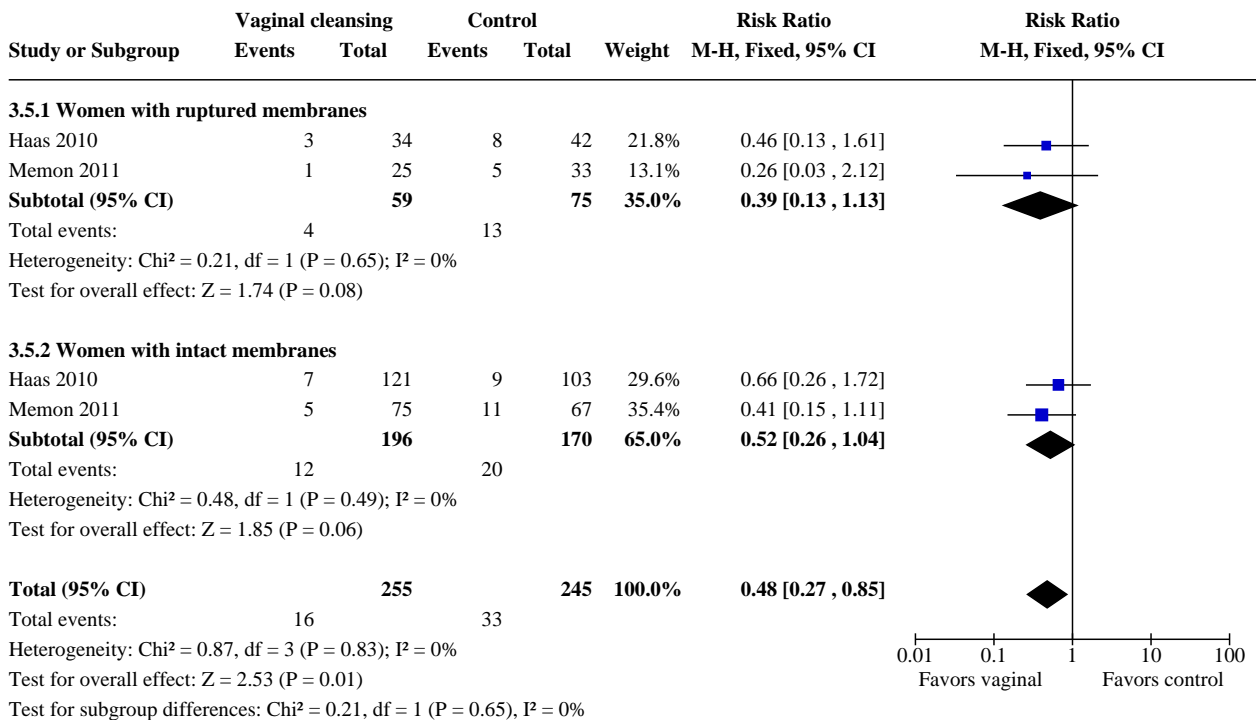 Vaginal cleansing Control Risk Ratio Risk Ratio
Study or Subgroup Events Total Events Total Weight M-H, Fixed, 95% CI M-H, Fixed, 95% CI
3.5.1 Women with ruptured membranes
Haas 2010 3 34 8 42 21.8% 0.46 [0.13 , 1.61]
Memon 2011 1 25 5 33 13.1% 0.26 [0.03 , 2.12]
Subtotal (95% CI) 59 75 35.0% 0.39 [0.13 , 1.13]
Total events: 4 13
Heterogeneity: Chi² = 0.21, df = 1 (P = 0.65); I² = 0%
Test for overall effect: Z = 1.74 (P = 0.08)
3.5.2 Women with intact membranes
Haas 2010 7 121 9 103 29.6% 0.66 [0.26 , 1.72]
Memon 2011 5 75 11 67 35.4% 0.41 [0.15 , 1.11]
Subtotal (95% CI) 196 170 65.0% 0.52 [0.26 , 1.04]
Total events: 12 20
Heterogeneity: Chi² = 0.48, df = 1 (P = 0.49); I² = 0%
Test for overall effect: Z = 1.85 (P = 0.06)
Total (95% CI) 255 245 100.0% 0.48 [0.27 , 0.85]
Total events: 16 33
Heterogeneity: Chi² = 0.87, df = 3 (P = 0.83); I² = 0%
Test for overall effect: Z = 2.53 (P = 0.01)
Test for subgroup differences: Chi² = 0.21, df = 1 (P = 0.65), I² = 0%
0.01 0.1 1 10 100
Favors vaginal Favors control